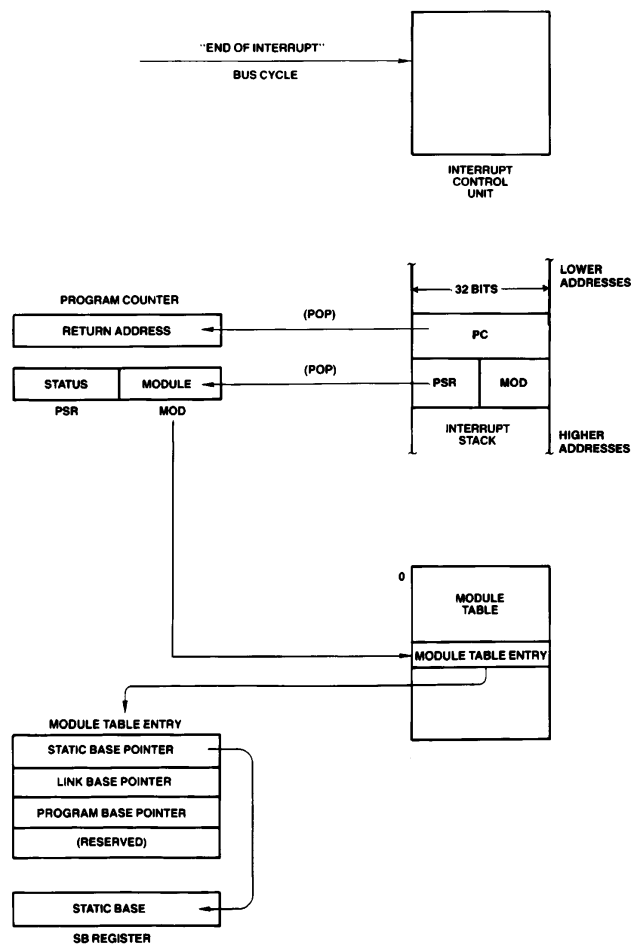 "END OF INTERRUPT"
BUS CYCLE
INTERRUPT
CONTROL
UNIT
PROGRAM COUNTER
RETURN ADDRESS
(POP)
32 BITS
LOWER
ADDRESSES
PC
STATUS
MODULE
(POP)
PSR
MOD
PSR
MOD
INTERRUPT
STACK
HIGHER
ADDRESSES
0
MODULE
TABLE
MODULE TABLE ENTRY
MODULE TABLE ENTRY
STATIC BASE POINTER
LINK BASE POINTER
PROGRAM BASE POINTER
(RESERVED)
STATIC BASE
SB REGISTER